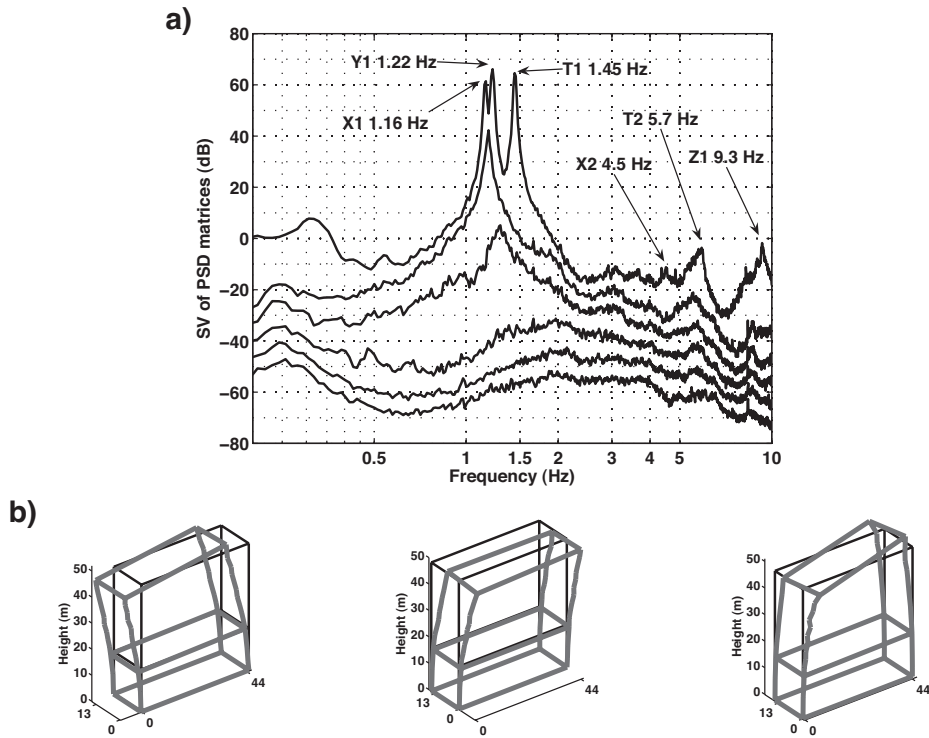 a)
80
60
40
20
0
−20
−40
−60
−80
SV of PSD matrices (dB)
Y1 1.22 Hz
T1 1.45 Hz
X1 1.16 Hz
T2 5.7 Hz
X2 4.5 Hz
Z1 9.3 Hz
0.5 1 1.5 2 3 4 5 10
Frequency (Hz)
b)
Height (m)
50
40
30
20
10
0
13
0
0
44
Height (m)
50
40
30
20
10
0
13
0
0
44
Height (m)
50
40
30
20
10
0
13
0
0
44